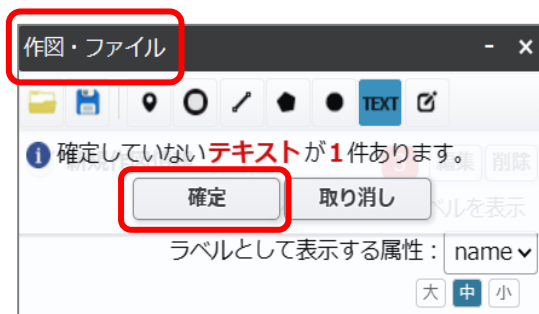 作図・ファイル - ×
TEXT
i 確定していないテキストが1件あります。
編集 削除
確定 取り消し
ベルを表示
ラベルとして表示する属性： name
大 中 小